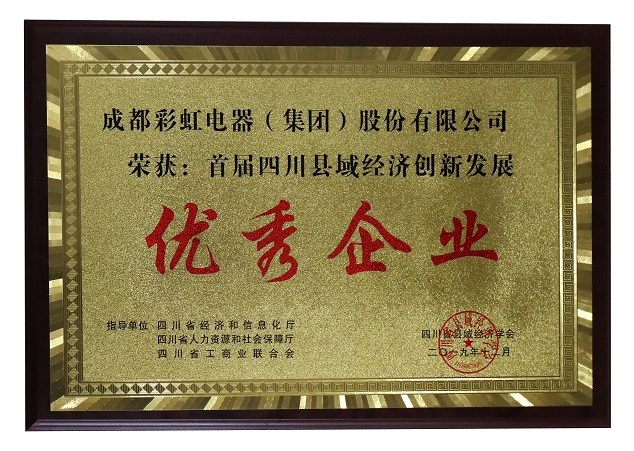 成都彩虹电器（集团）股份有限公司
荣获：首届四川县域经济创新发展
优秀企业
指导单位 四川省经济和信息化厅
四川省人力资源和社会保障厅
四川省工商业联合会
四川省县域经济学会
二〇一九年十二月